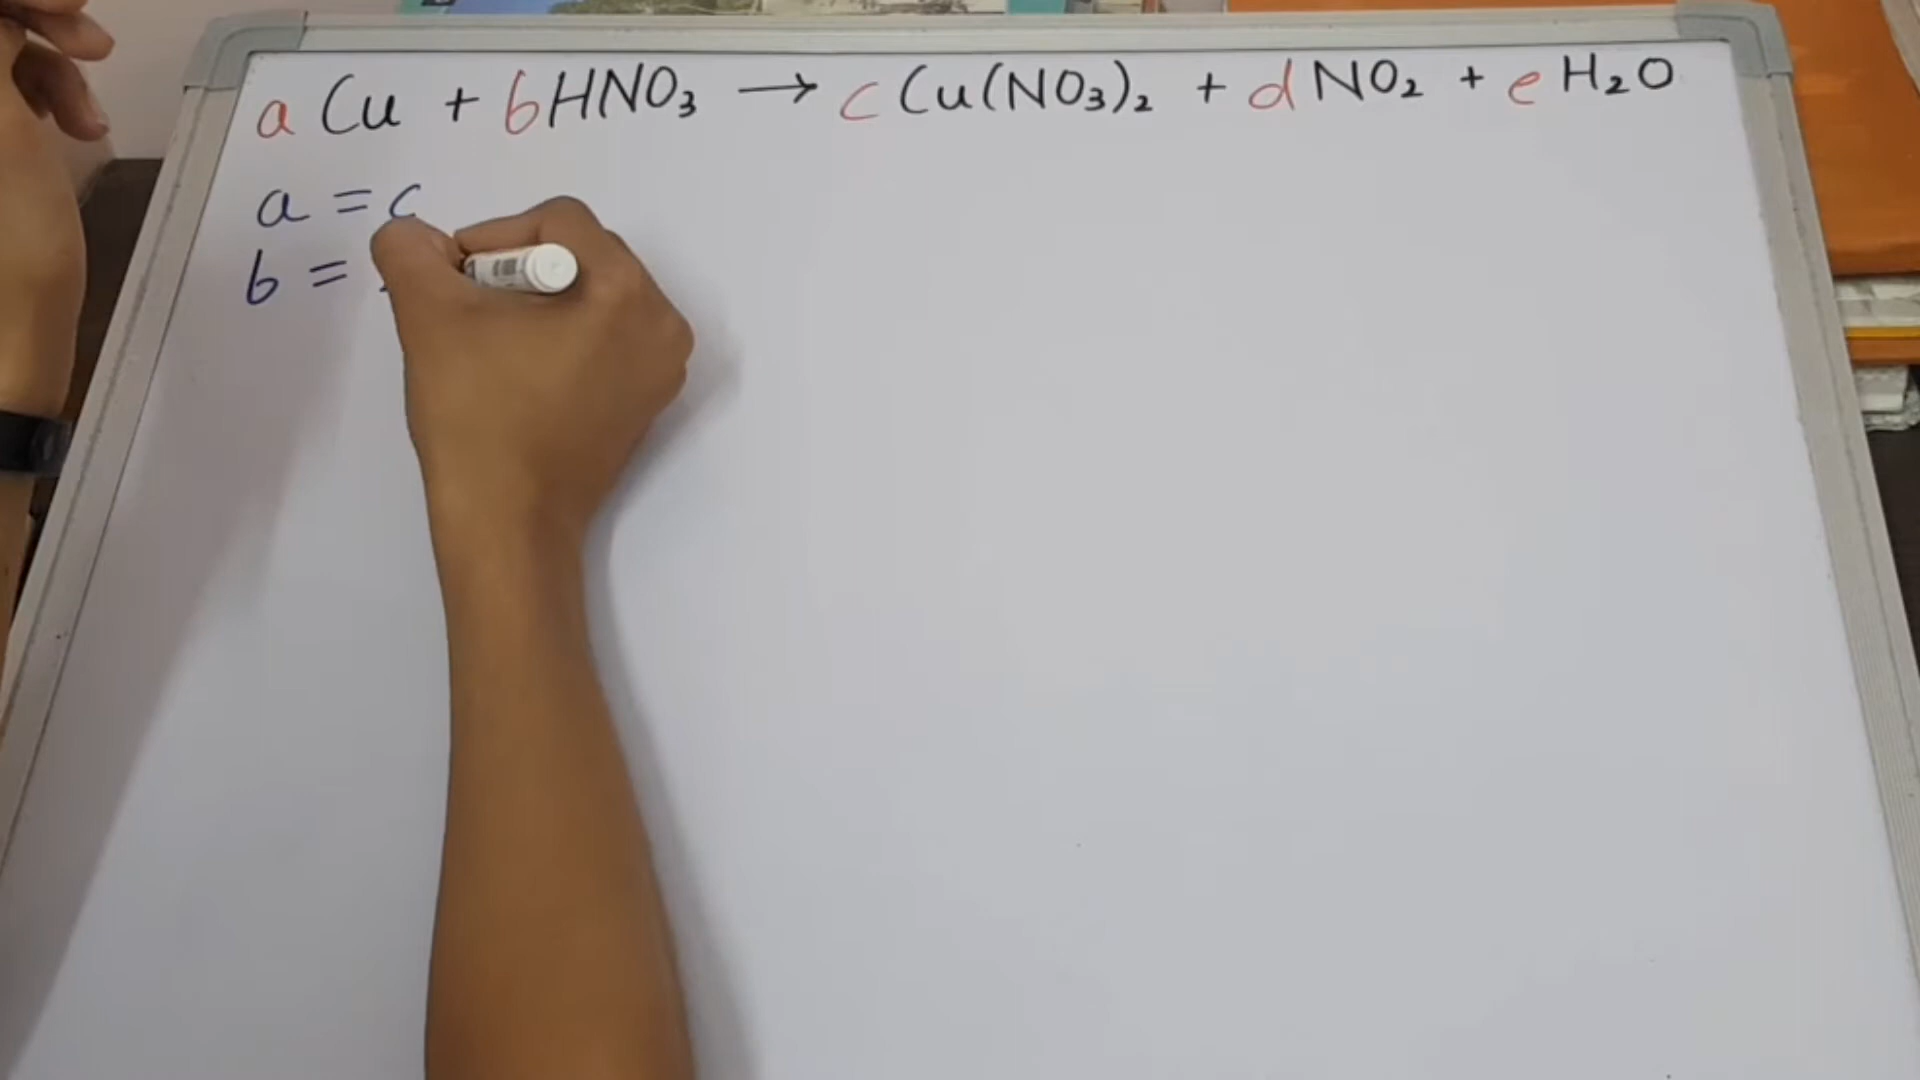 a Cu + b HNO₃ → c Cu(NO₃)₂ + d NO₂ + e H₂O
a = c
b =